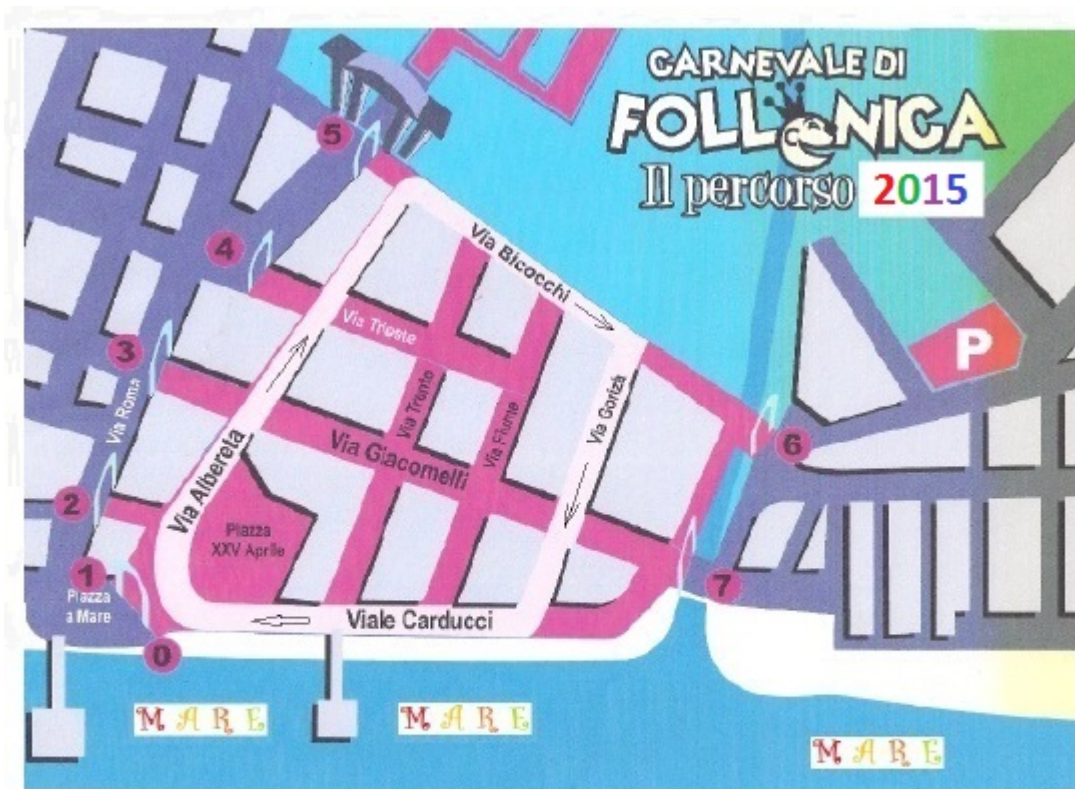 CARNEVALE DI
FOLLONICA
Il percorso 2015
5
4
3
2
1
0
6
7
P
Via Bicocchi
Via Trieste
Via Trento
Via Fiume
Via Goriza
Via Roma
Via Giacomelli
Via Albereta
Piazza
XXV Aprile
Piazza
a Mare
Viale Carducci
MARE
MARE
MARE